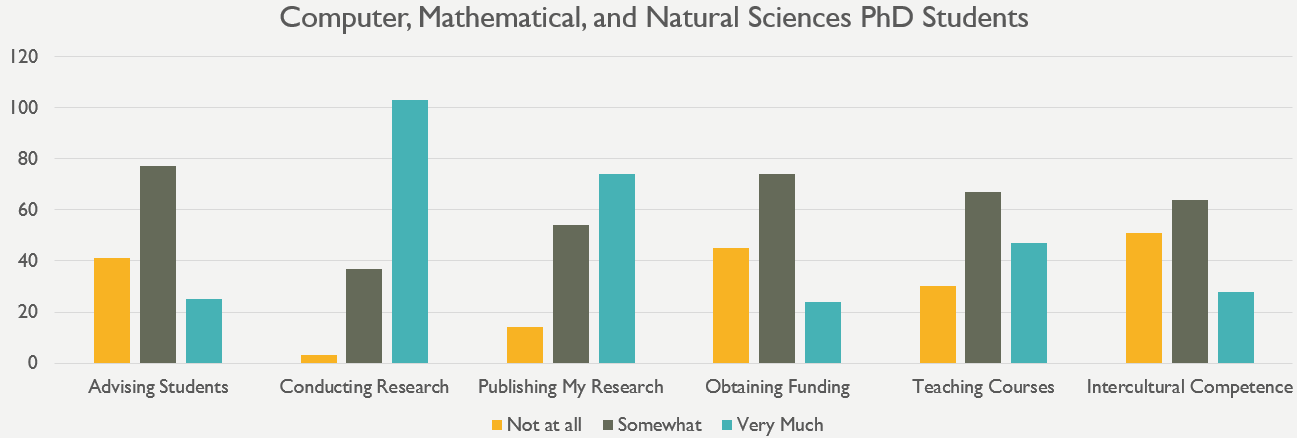 Computer, Mathematical, and Natural Sciences PhD Students
120
100
80
60
40
20
0
Advising Students Conducting Research Publishing My Research Obtaining Funding Teaching Courses Intercultural Competence
Not at all Somewhat Very Much